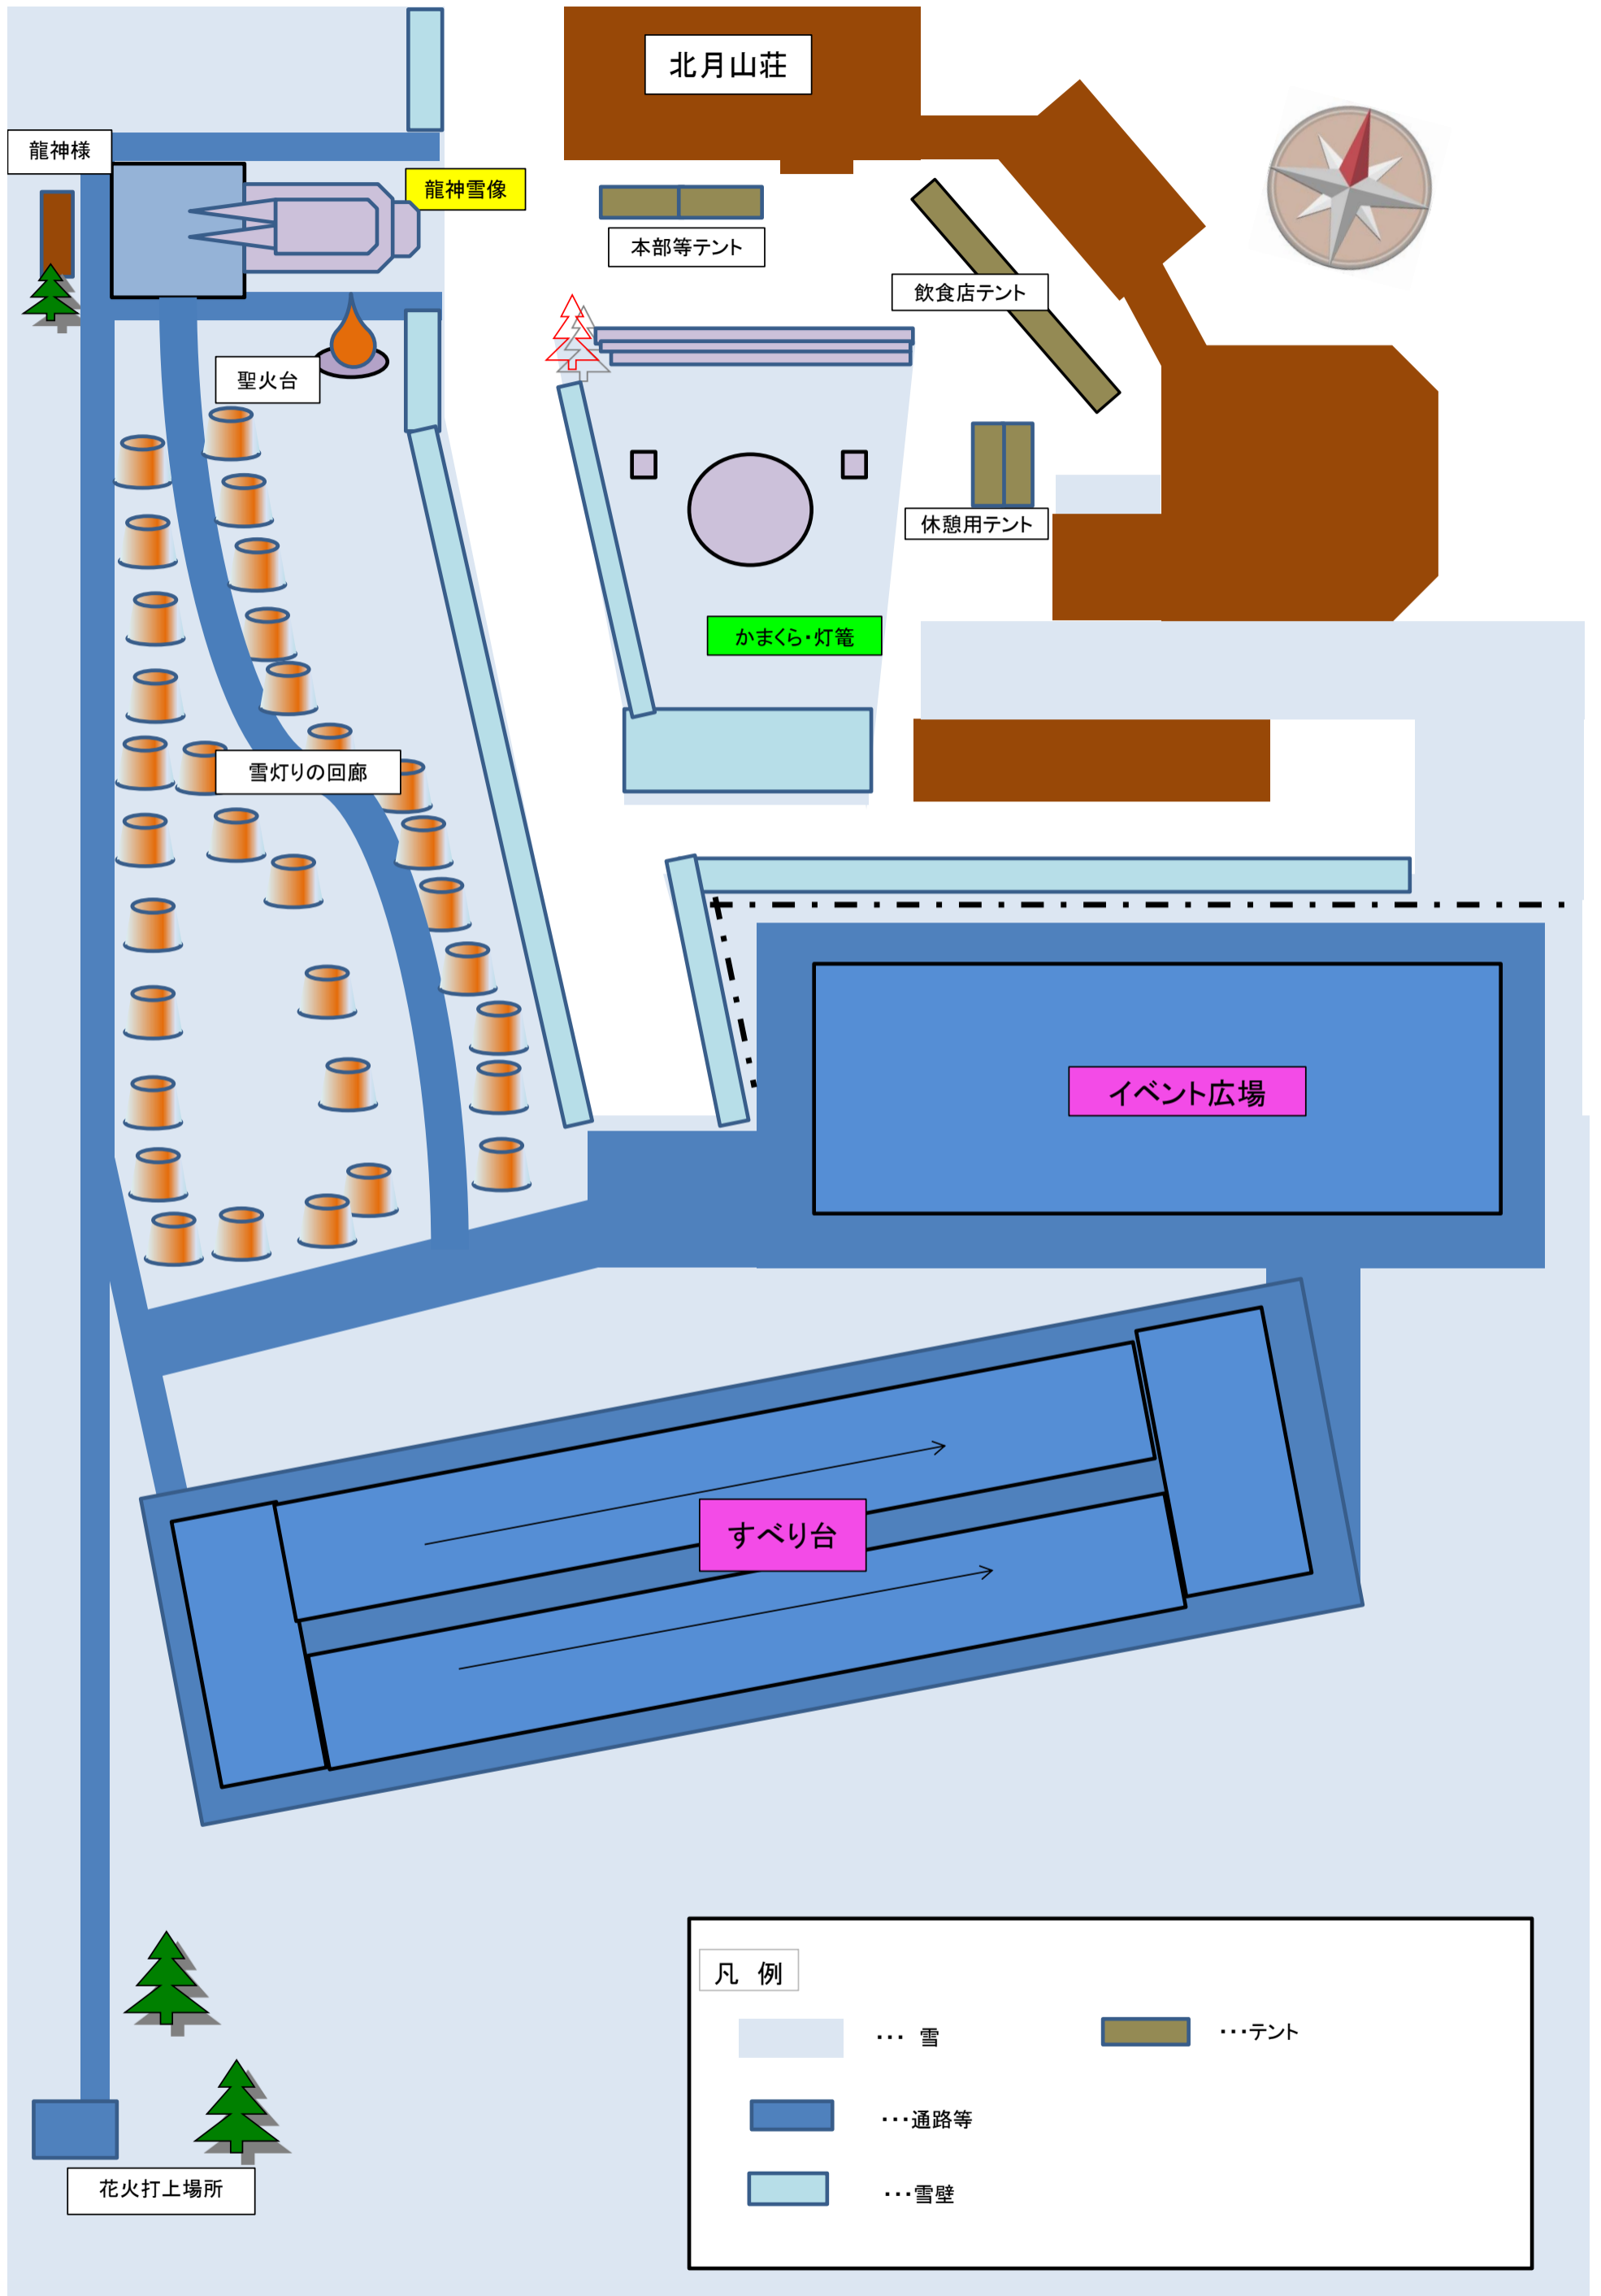 北月山荘
龍神様
龍神雪像
本部等テント
飲食店テント
聖火台
休憩用テント
かまくら・灯篭
雪灯りの回廊
イベント広場
すべり台
凡 例
・・・ 雪
・・・テント
・・・通路等
・・・雪壁
花火打上場所